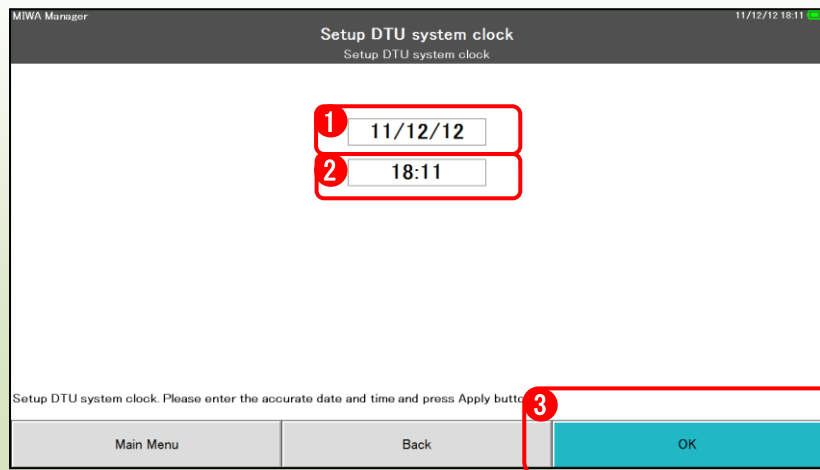 MIWA Manager
11/12/12 18:11
Setup DTU system clock
Setup DTU system clock
1
11/12/12
2
18:11
Setup DTU system clock. Please enter the accurate date and time and press Apply butto
3
Main Menu
Back
OK